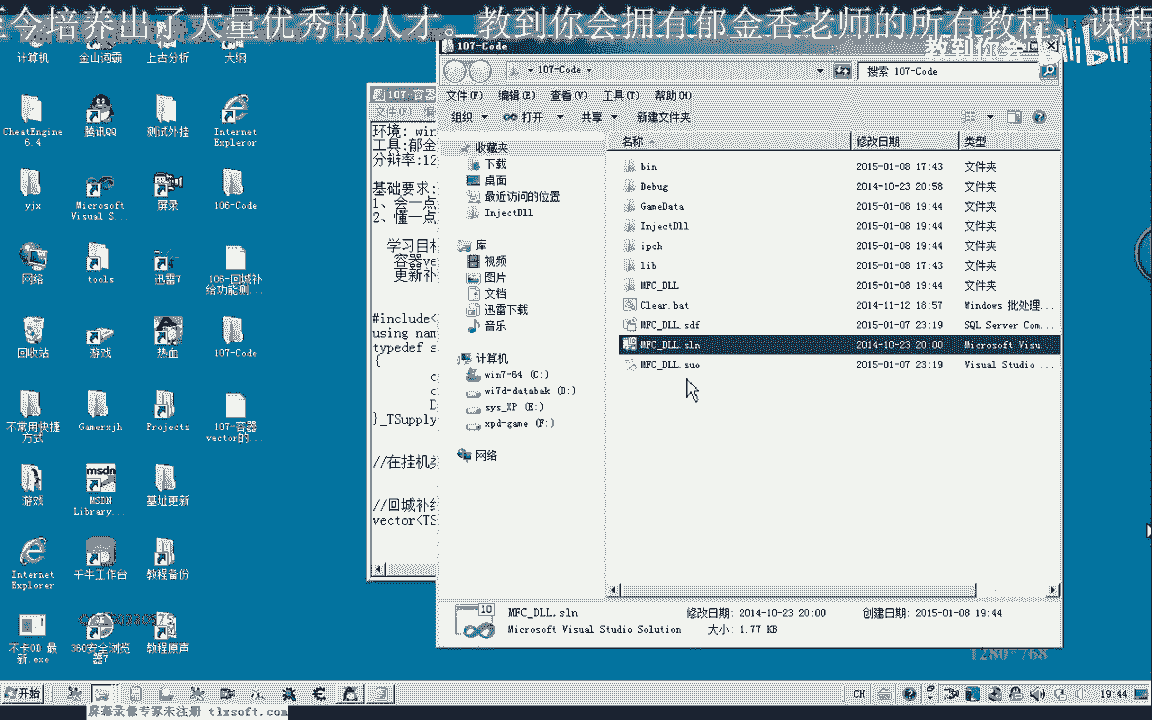 至今培养出了大量优秀的人才。教到你会拥有郁金香老师的所有教程、课程
教到你会
bilibili
计算机
金山词霸
上古分析
大纲
CheatEngine 6.4
腾讯QQ
测试外挂
Internet Explorer
yjx
Microsoft Visual S...
屏录
106-Code
网络
tools
迅雷7
106-回城补给功能测...
回收站
游戏
热血
107-Code
不常用快捷方式
Gamerxjh
Projects
107-容器vector的...
游戏
MSDN Library...
基址更新
Internet Explorer
千牛工作台
教程备份
不卡OD 最新.exe
360安全浏览器7
教程原声
107-容器
文件(F)
环境: win
工具:郁金
分辩率:12
基础要求:
1、会一点
2、懂一点
学习目标
容器ve
更新补
#include<
using nam
typedef s
{
D
}_TSupply
//在挂机类
//回城补给
vector<TS
107-Code
107-Code
搜索 107-Code
文件(F) 编辑(E) 查看(V) 工具(T) 帮助(H)
组织 打开 共享 新建文件夹
收藏夹
下载
桌面
最近访问的位置
InjectDll
库
视频
图片
文档
迅雷下载
音乐
计算机
win7-64 (C:)
wi7d-databak (D:)
sys_XP (E:)
xpd-game (F:)
网络
名称 修改日期 类型
bin 2015-01-08 17:43 文件夹
Debug 2014-10-23 20:58 文件夹
GameData 2015-01-08 19:44 文件夹
InjectDll 2015-01-08 19:44 文件夹
ipch 2015-01-08 19:44 文件夹
lib 2015-01-08 17:43 文件夹
MFC_DLL 2015-01-08 19:44 文件夹
Clear.bat 2014-11-12 16:57 Windows 批处理...
MFC_DLL.sdf 2015-01-07 23:19 SQL Server Com...
MFC_DLL.sln 2014-10-23 20:00 Microsoft Visu...
MFC_DLL.suo 2015-01-07 23:19 Visual Studio ...
10
MFC_DLL.sln 修改日期: 2014-10-23 20:00 创建日期: 2015-01-08 19:44
Microsoft Visual Studio Solution 大小: 1.77 KB
1280*768
开始
CH
19:44
屏幕录像专家未注册 tlxsoft.com